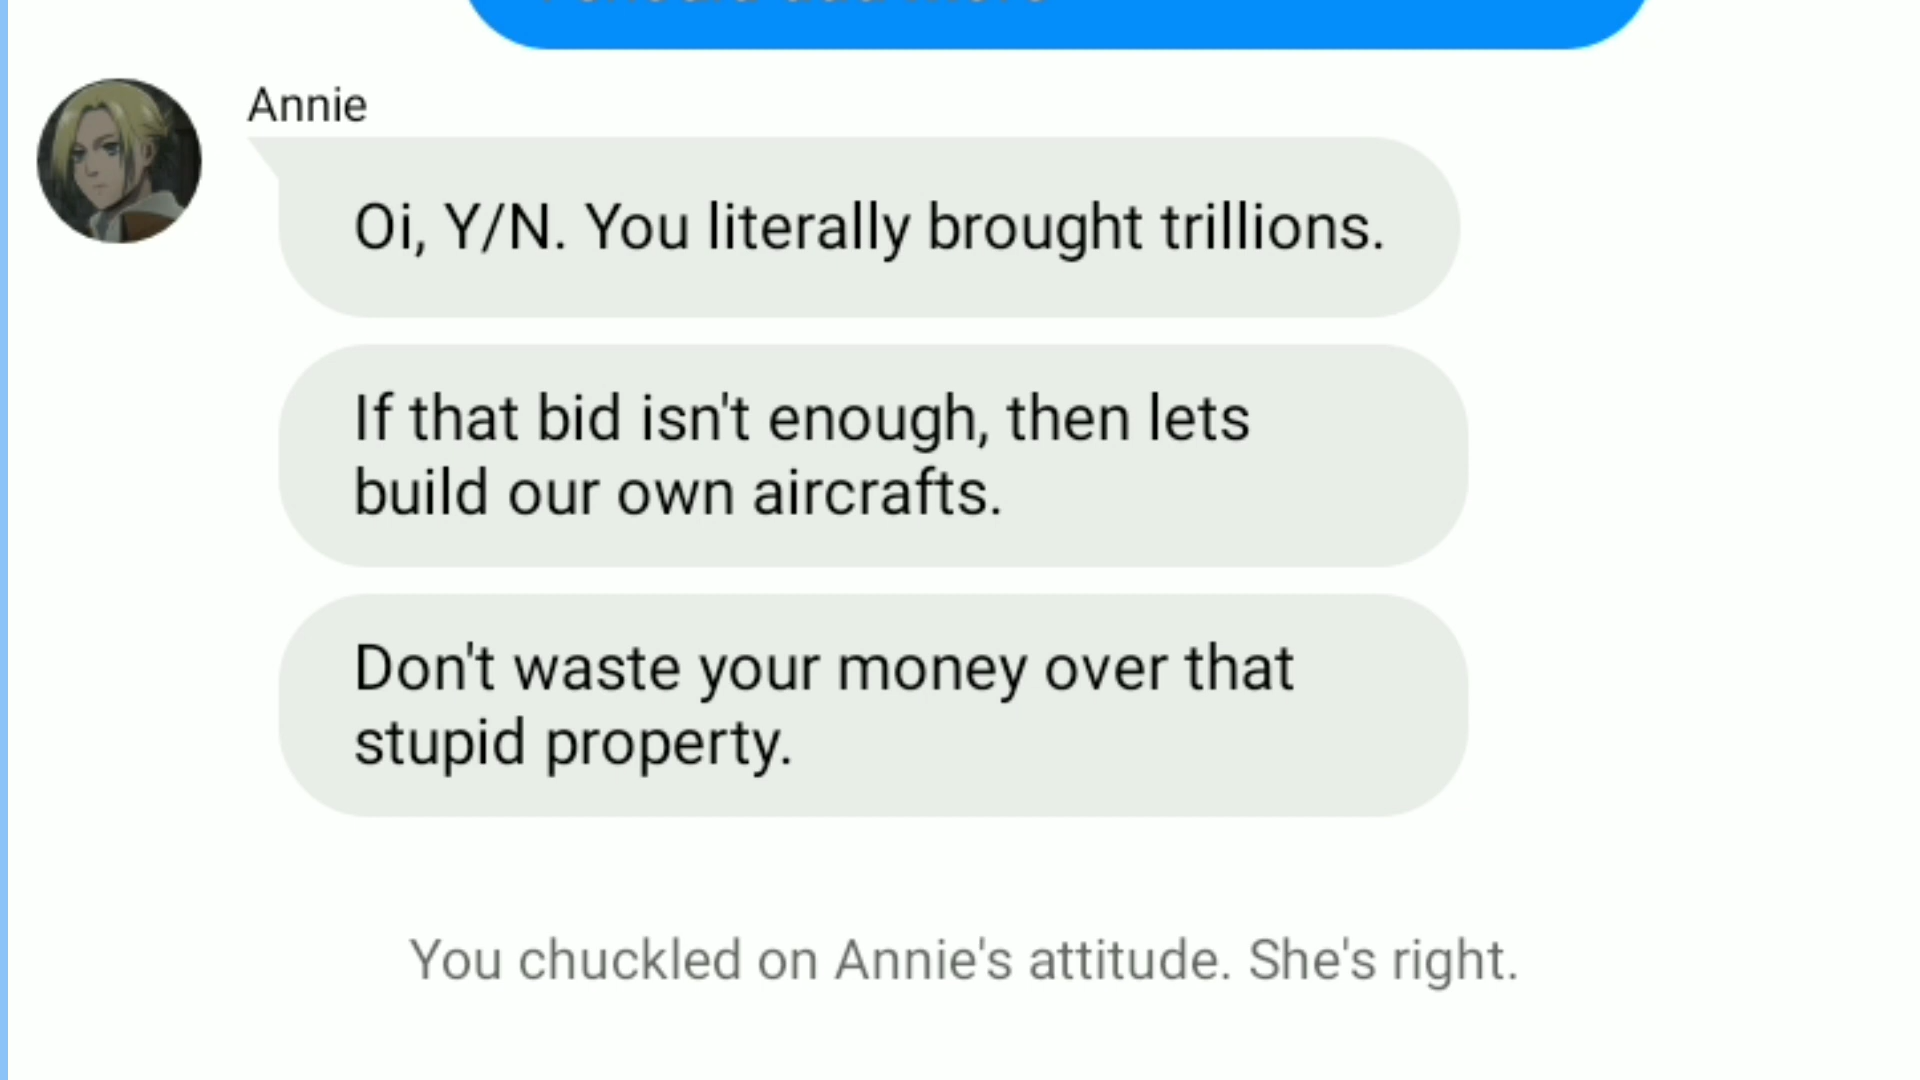 Annie
Oi, Y/N. You literally brought trillions.
If that bid isn't enough, then lets
build our own aircrafts.
Don't waste your money over that
stupid property.
You chuckled on Annie's attitude. She's right.